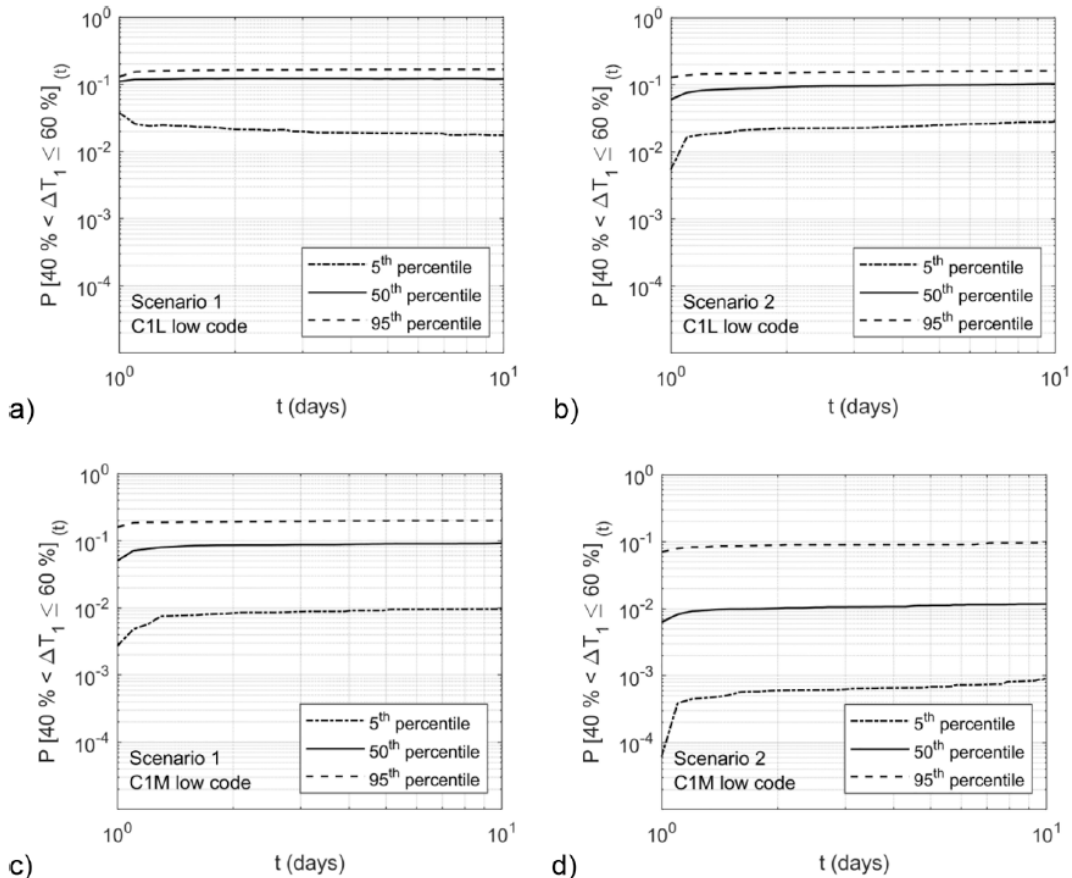 10^0
10^-1
10^-2
10^-3
10^-4
P [40 % < ΔT_1 ≤ 60 %]_(t)
5^th percentile
50^th percentile
95^th percentile
Scenario 1
C1L low code
10^0
10^1
t (days)
a)
10^0
10^-1
10^-2
10^-3
10^-4
P [40 % < ΔT_1 ≤ 60 %]_(t)
5^th percentile
50^th percentile
95^th percentile
Scenario 2
C1L low code
10^0
10^1
t (days)
b)
10^0
10^-1
10^-2
10^-3
10^-4
P [40 % < ΔT_1 ≤ 60 %]_(t)
5^th percentile
50^th percentile
95^th percentile
Scenario 1
C1M low code
10^0
10^1
t (days)
c)
10^0
10^-1
10^-2
10^-3
10^-4
P [40 % < ΔT_1 ≤ 60 %]_(t)
5^th percentile
50^th percentile
95^th percentile
Scenario 2
C1M low code
10^0
10^1
t (days)
d)